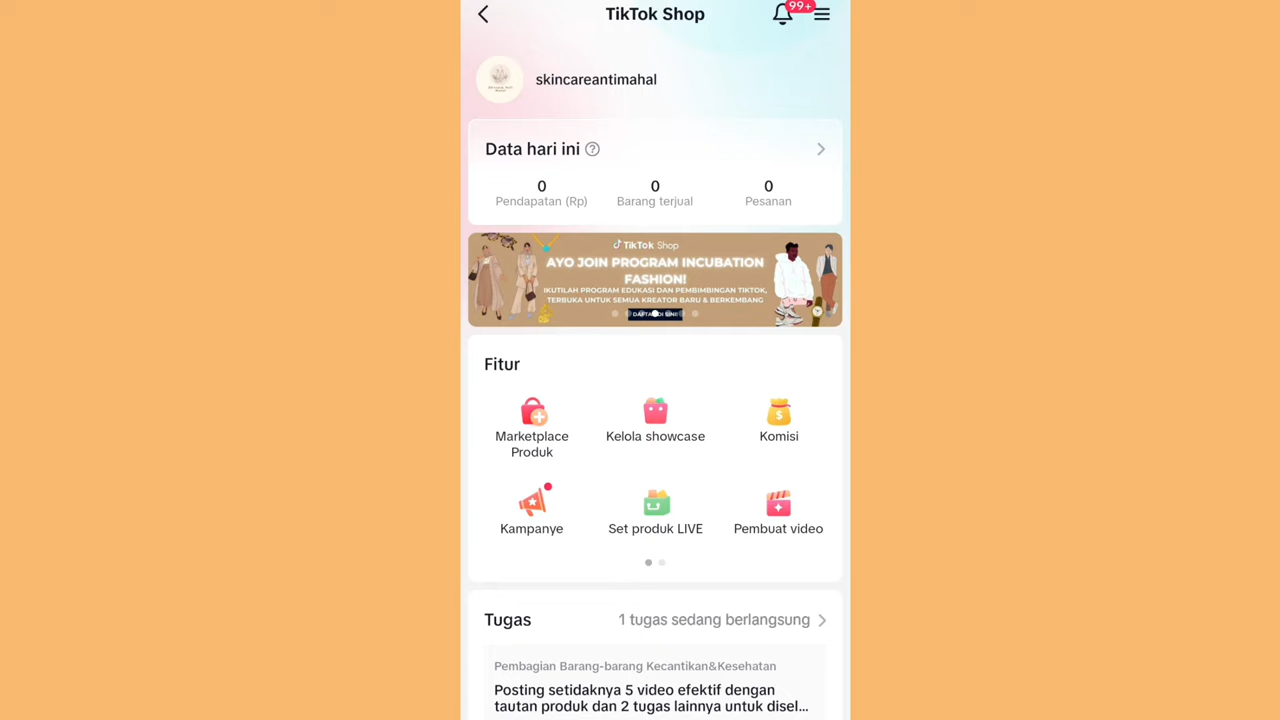 TikTok Shop
99+
skincareantimahal
Data hari ini ?
0
Pendapatan (Rp)
0
Barang terjual
0
Pesanan
TikTok Shop
AYO JOIN PROGRAM INCUBATION
FASHION!
IKUTILAH PROGRAM EDUKASI DAN PEMBIMBINGAN TIKTOK,
TERBUKA UNTUK SEMUA KREATOR BARU & BERKEMBANG
Fitur
Marketplace
Produk
Kelola showcase
Komisi
Kampanye
Set produk LIVE
Pembuat video
Tugas
1 tugas sedang berlangsung
Pembagian Barang-barang Kecantikan&Kesehatan
Posting setidaknya 5 video efektif dengan
tautan produk dan 2 tugas lainnya untuk disel...